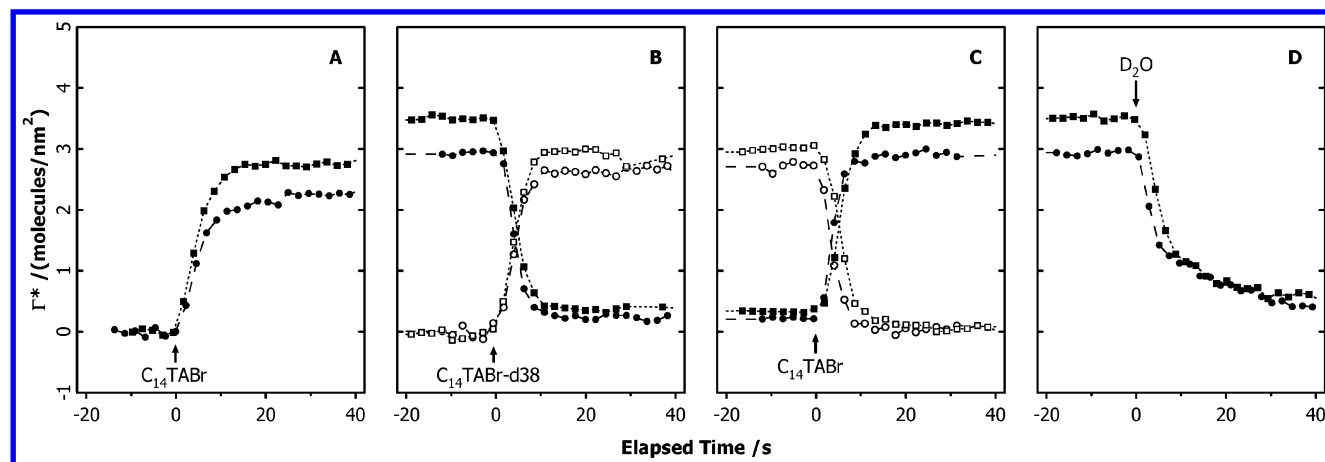 Γ* /(molecules/nm²)
5
4
3
2
1
0
-1
A
B
C
D
C₁₄TABr
C₁₄TABr-d38
C₁₄TABr
D₂O
-20 0 20 40
-20 0 20 40
-20 0 20 40
-20 0 20 40
Elapsed Time /s